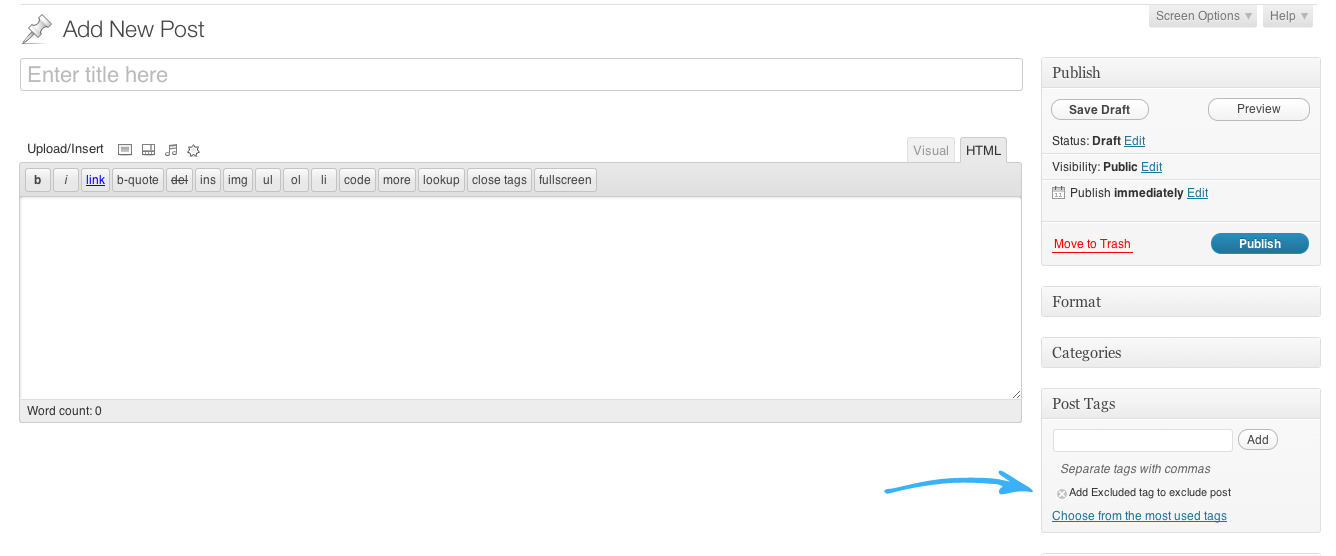 Screen Options ▾ Help ▾
Add New Post
Enter title here
Upload/Insert
Visual HTML
b i link b-quote del ins img ul ol li code more lookup close tags fullscreen
Word count: 0
Publish
Save Draft Preview
Status: Draft Edit
Visibility: Public Edit
Publish immediately Edit
Move to Trash Publish
Format
Categories
Post Tags
Add
Separate tags with commas
Add Excluded tag to exclude post
Choose from the most used tags